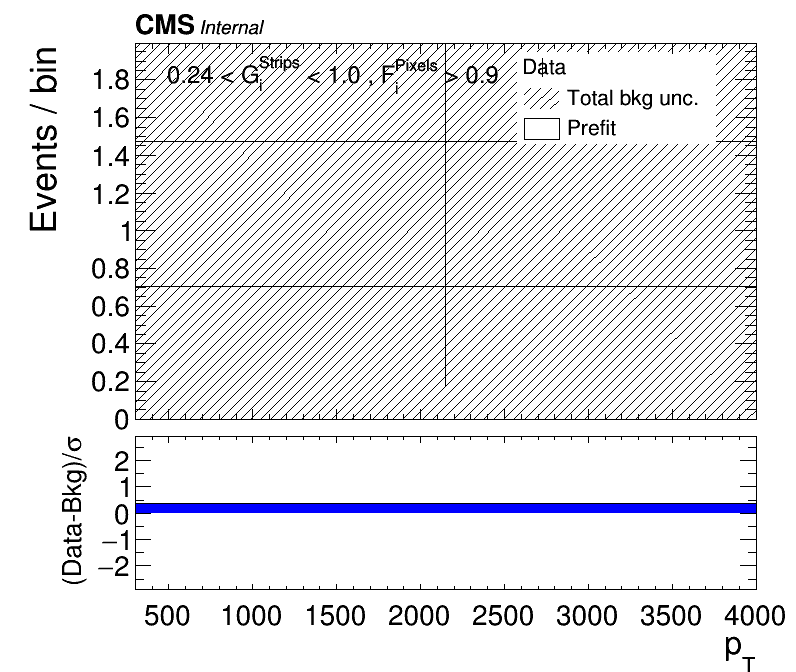 CMS Internal
0.24 < G_i^Strips < 1.0 , F_i^Pixels > 0.9
Data
Total bkg unc.
Prefit
Events / bin
1.8
1.6
1.4
1.2
1
0.8
0.6
0.4
0.2
0
(Data-Bkg)/σ
2
1
0
−1
−2
500 1000 1500 2000 2500 3000 3500 4000
p_T